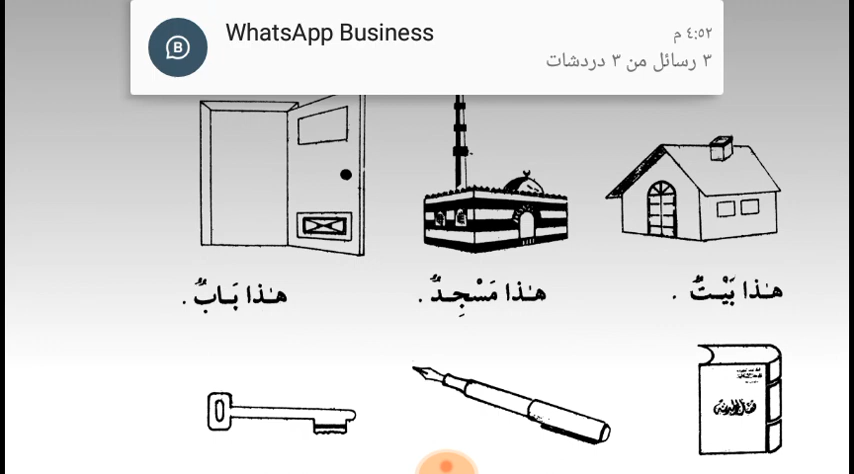 WhatsApp Business
٤:٥٢ م
٣ رسائل من ٣ دردشات
هٰذا بَيْتٌ .
هٰذا مَسْجِدٌ .
هٰذا بَابٌ .